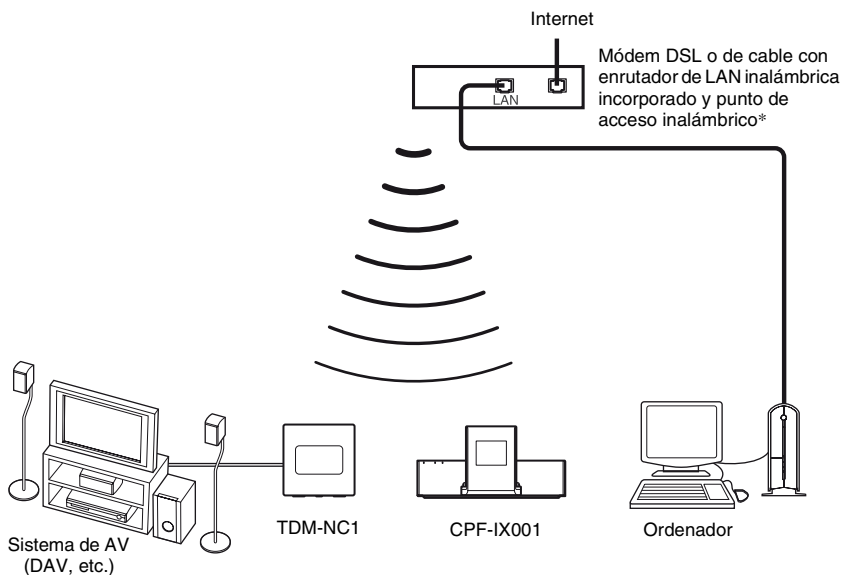 Internet
Módem DSL o de cable con
enrutador de LAN inalámbrica
incorporado y punto de
acceso inalámbrico*
LAN
TDM-NC1
CPF-IX001
Ordenador
Sistema de AV
(DAV, etc.)